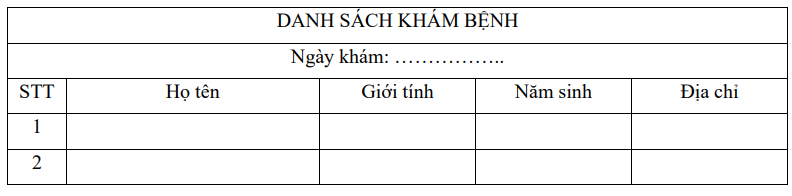 DANH SÁCH KHÁM BỆNH
Ngày khám: ……………..
STT Họ tên Giới tính Năm sinh Địa chỉ
1
2